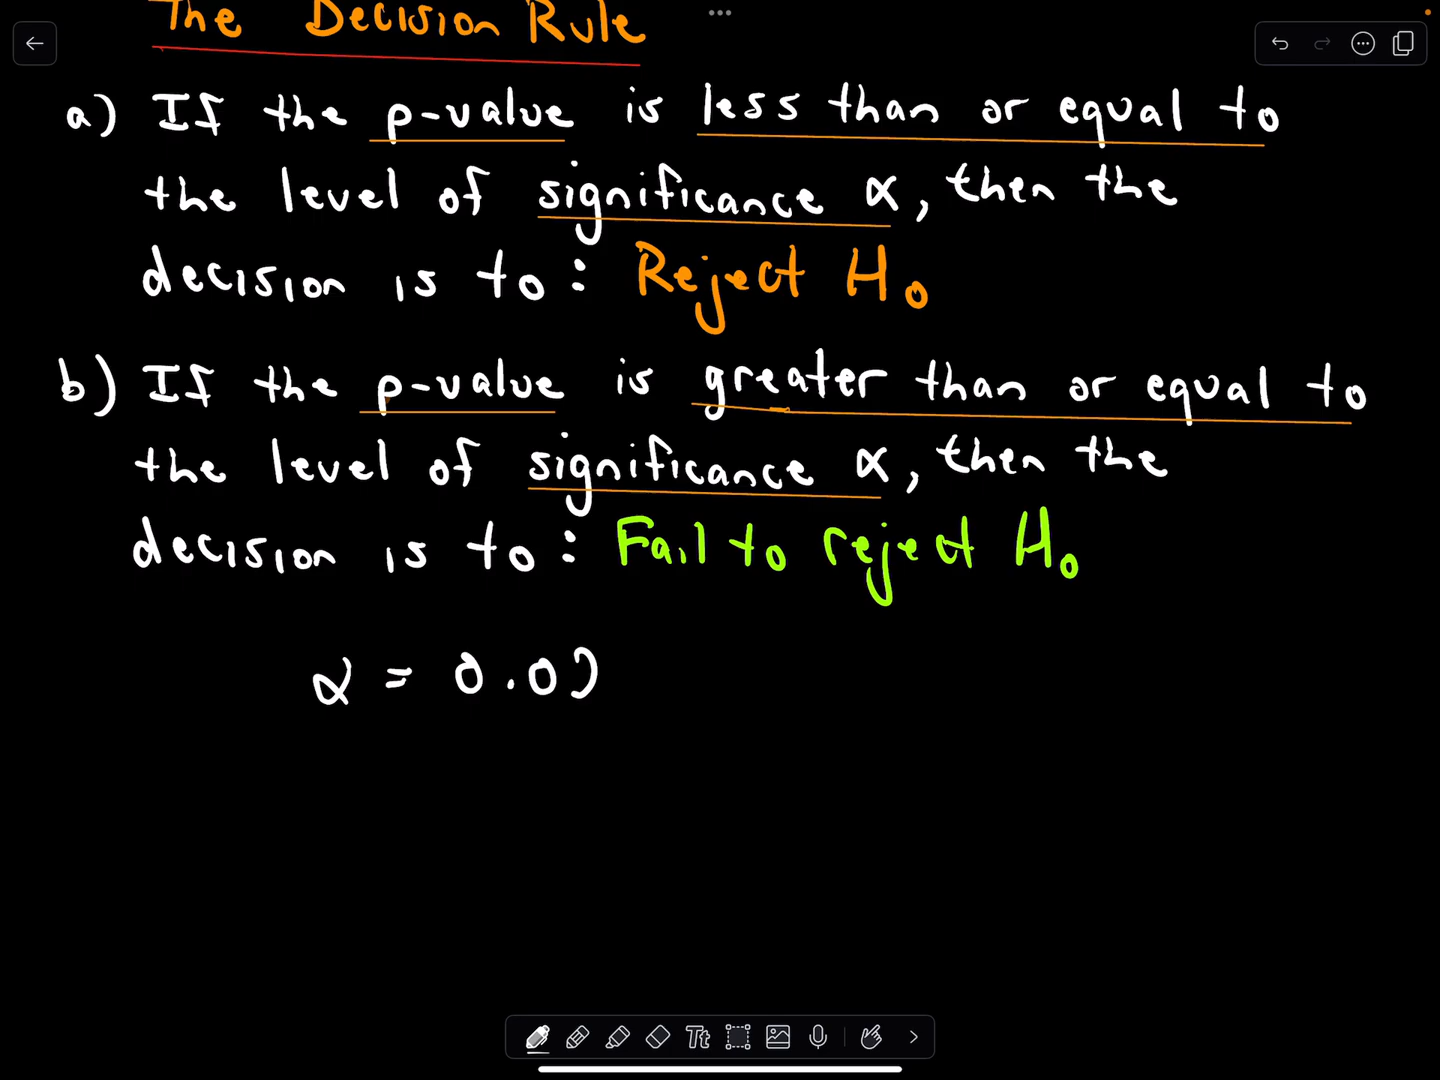 The Decision Rule
a) If the p-value is less than or equal to
the level of significance α, then the
decision is to: Reject H₀
b) If the p-value is greater than or equal to
the level of significance α, then the
decision is to: Fail to reject H₀
α = 0.0
Tt